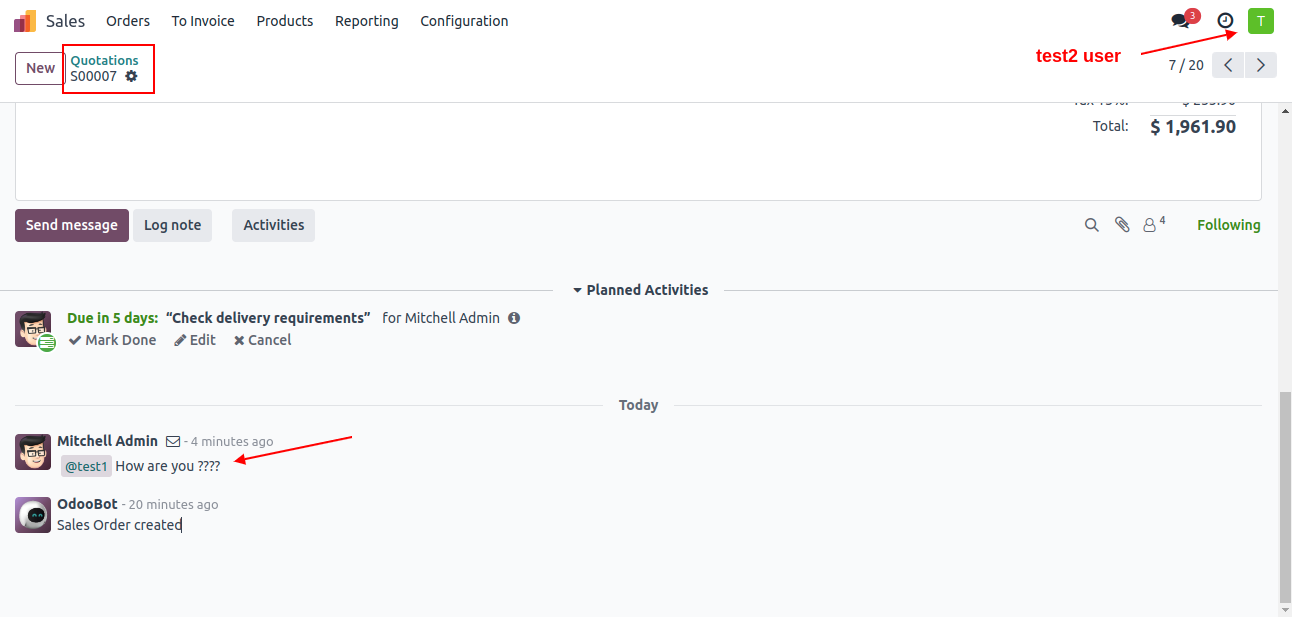 Sales Orders To Invoice Products Reporting Configuration 3 T
New Quotations
S00007
test2 user
7 / 20
Total: $ 1,961.90
Send message Log note Activities 4 Following
Planned Activities
Due in 5 days: “Check delivery requirements” for Mitchell Admin
Mark Done Edit Cancel
Today
Mitchell Admin - 4 minutes ago
@test1 How are you ????
OdooBot - 20 minutes ago
Sales Order created